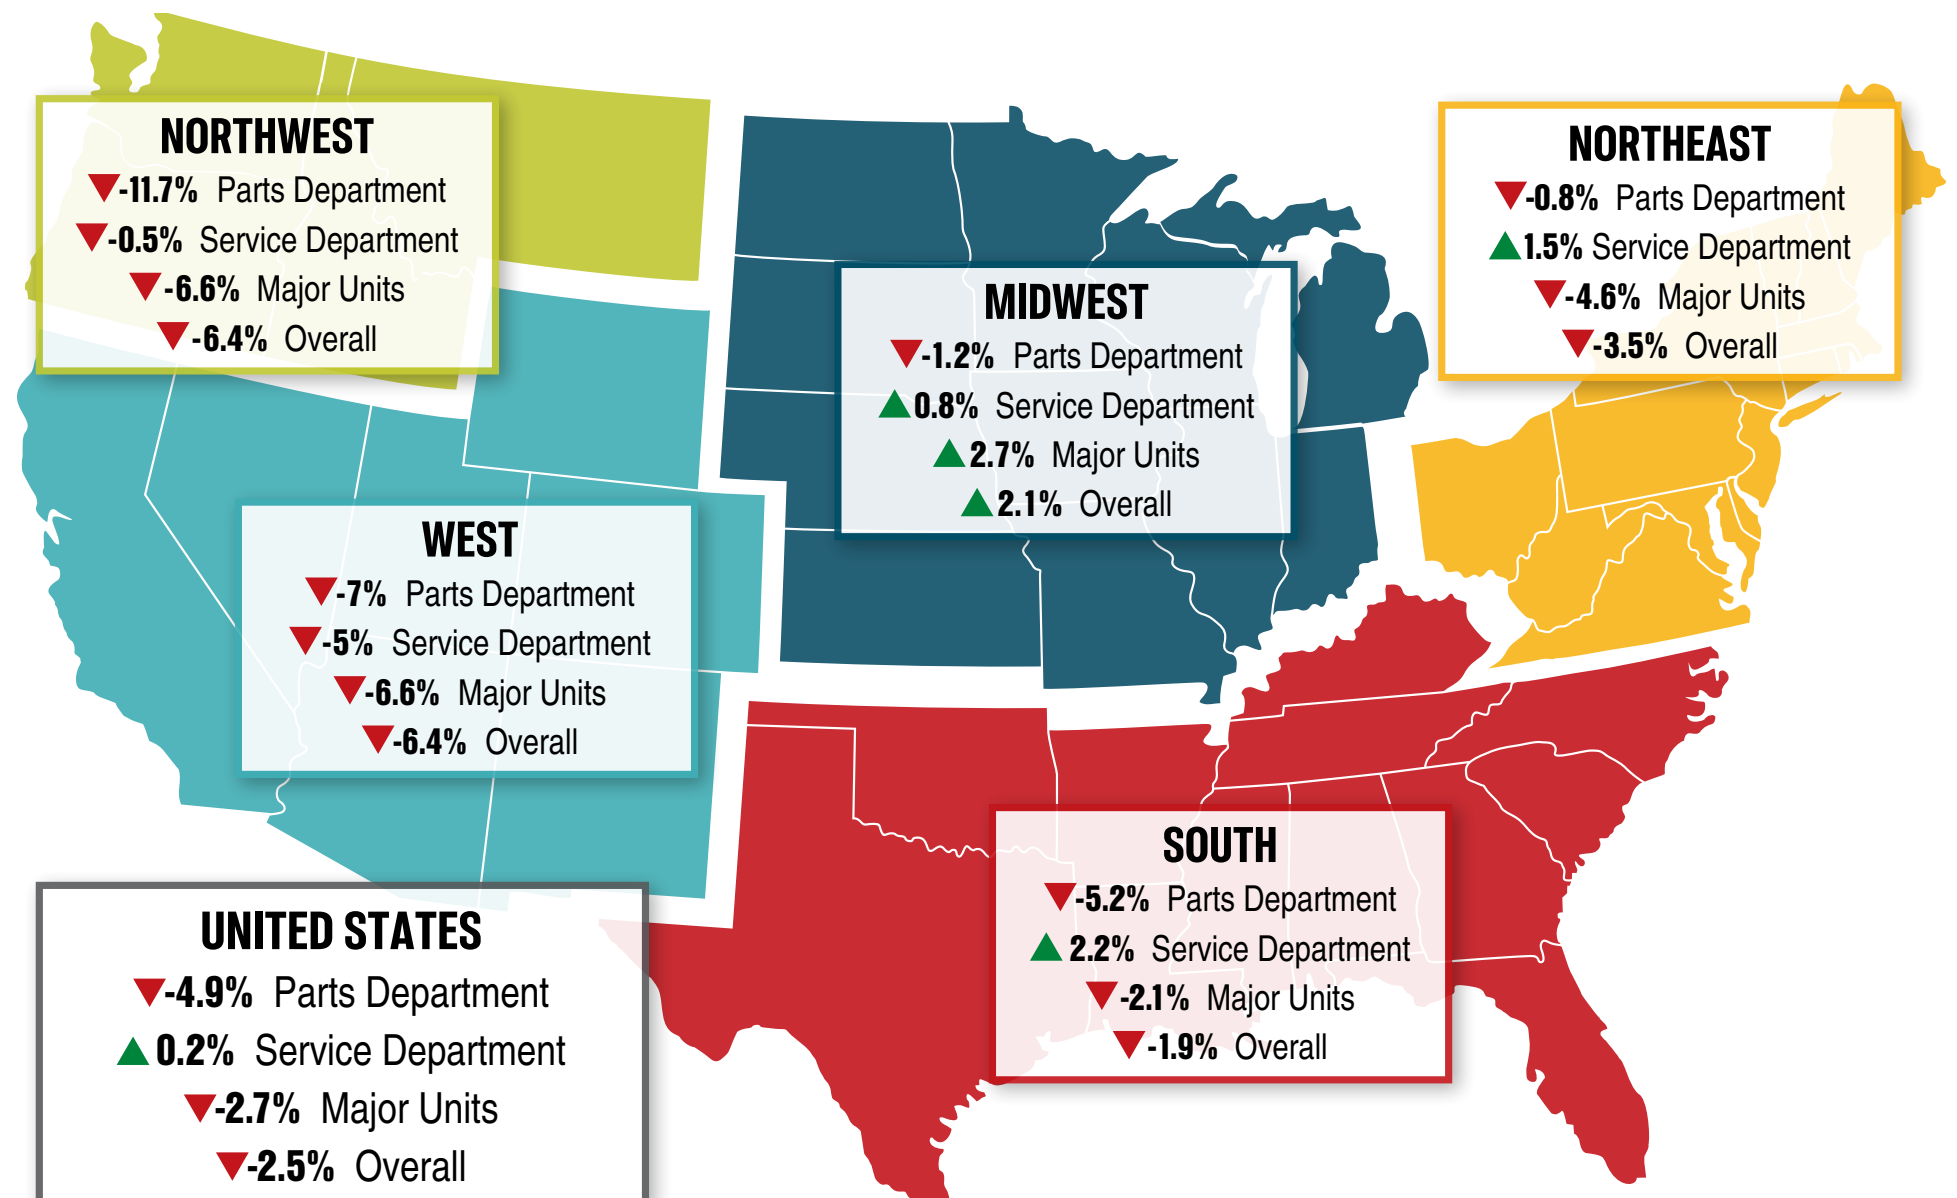 NORTHWEST
▼-11.7% Parts Department
▼-0.5% Service Department
▼-6.6% Major Units
▼-6.4% Overall
NORTHEAST
▼-0.8% Parts Department
▲1.5% Service Department
▼-4.6% Major Units
▼-3.5% Overall
MIDWEST
▼-1.2% Parts Department
▲0.8% Service Department
▲2.7% Major Units
▲2.1% Overall
WEST
▼-7% Parts Department
▼-5% Service Department
▼-6.6% Major Units
▼-6.4% Overall
SOUTH
▼-5.2% Parts Department
▲2.2% Service Department
▼-2.1% Major Units
▼-1.9% Overall
UNITED STATES
▼-4.9% Parts Department
▲0.2% Service Department
▼-2.7% Major Units
▼-2.5% Overall